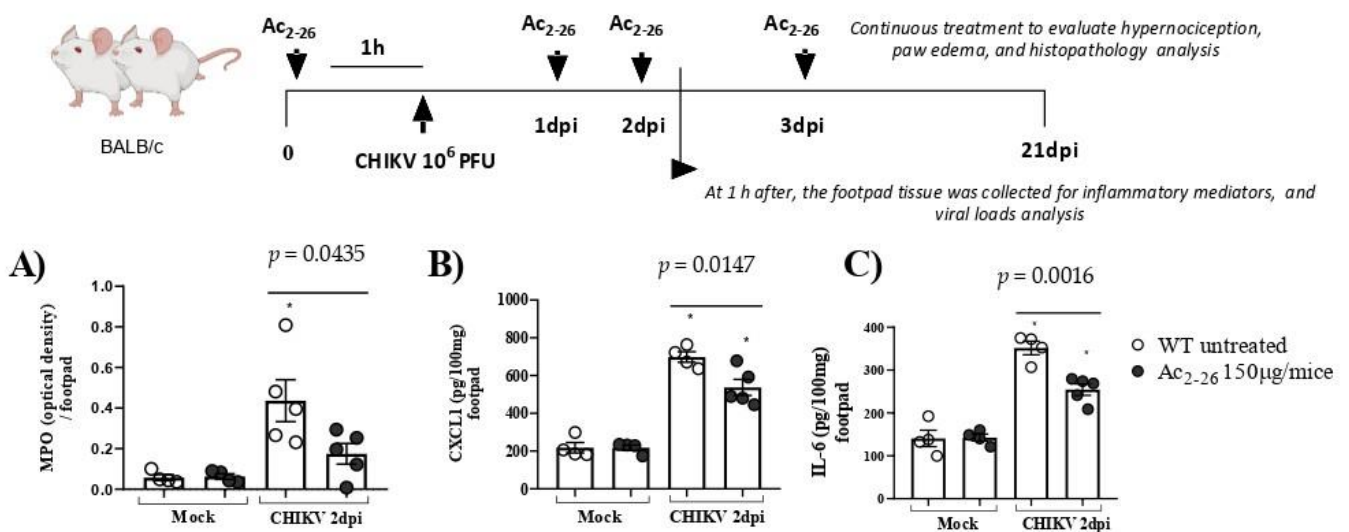 Ac2-26
1h
Ac2-26
Ac2-26
Ac2-26
Continuous treatment to evaluate hypernociception,
paw edema, and histopathology analysis
BALB/c
0
CHIKV 10⁶ PFU
1dpi
2dpi
3dpi
21dpi
At 1 h after, the footpad tissue was collected for inflammatory mediators, and
viral loads analysis
A)
p = 0.0435
MPO (optical density)
/ footpad
1.0
0.8
0.6
0.4
0.2
0.0
*
Mock
CHIKV 2dpi
B)
p = 0.0147
CXCL1 (pg/100mg)
footpad
1000
800
600
400
200
0
*
*
Mock
CHIKV 2dpi
C)
p = 0.0016
IL-6 (pg/100mg)
footpad
400
300
200
100
0
*
*
Mock
CHIKV 2dpi
WT untreated
Ac2-26 150µg/mice